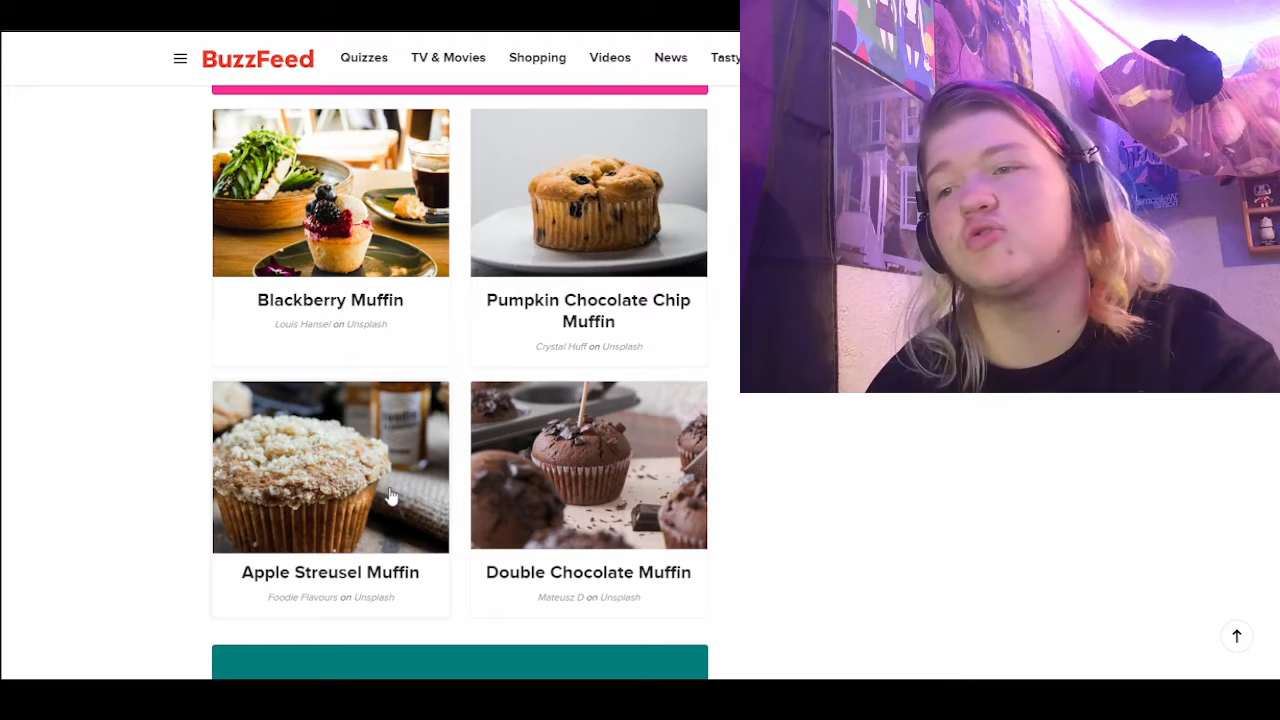 BuzzFeed
Quizzes
TV & Movies
Shopping
Videos
News
Tasty
Blackberry Muffin
Louis Hansel on Unsplash
Pumpkin Chocolate Chip
Muffin
Crystal Huff on Unsplash
Apple Streusel Muffin
Foodie Flavours on Unsplash
Double Chocolate Muffin
Mateusz D on Unsplash